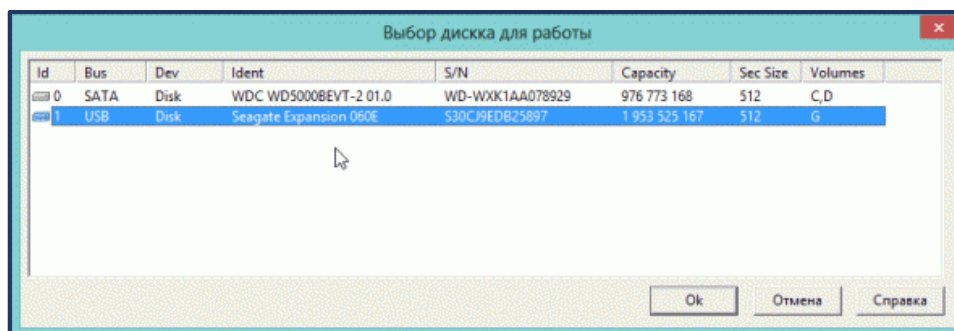 Выбор дискка для работы
Id Bus Dev Ident S/N Capacity Sec Size Volumes
0 SATA Disk WDC WD5000BEVT-2 01.0 WD-WXK1AA078929 976 773 168 512 C,D
1 USB Disk Seagate Expansion 060E S30CJ9EDB25897 1 953 525 167 512 G
Ok Отмена Справка